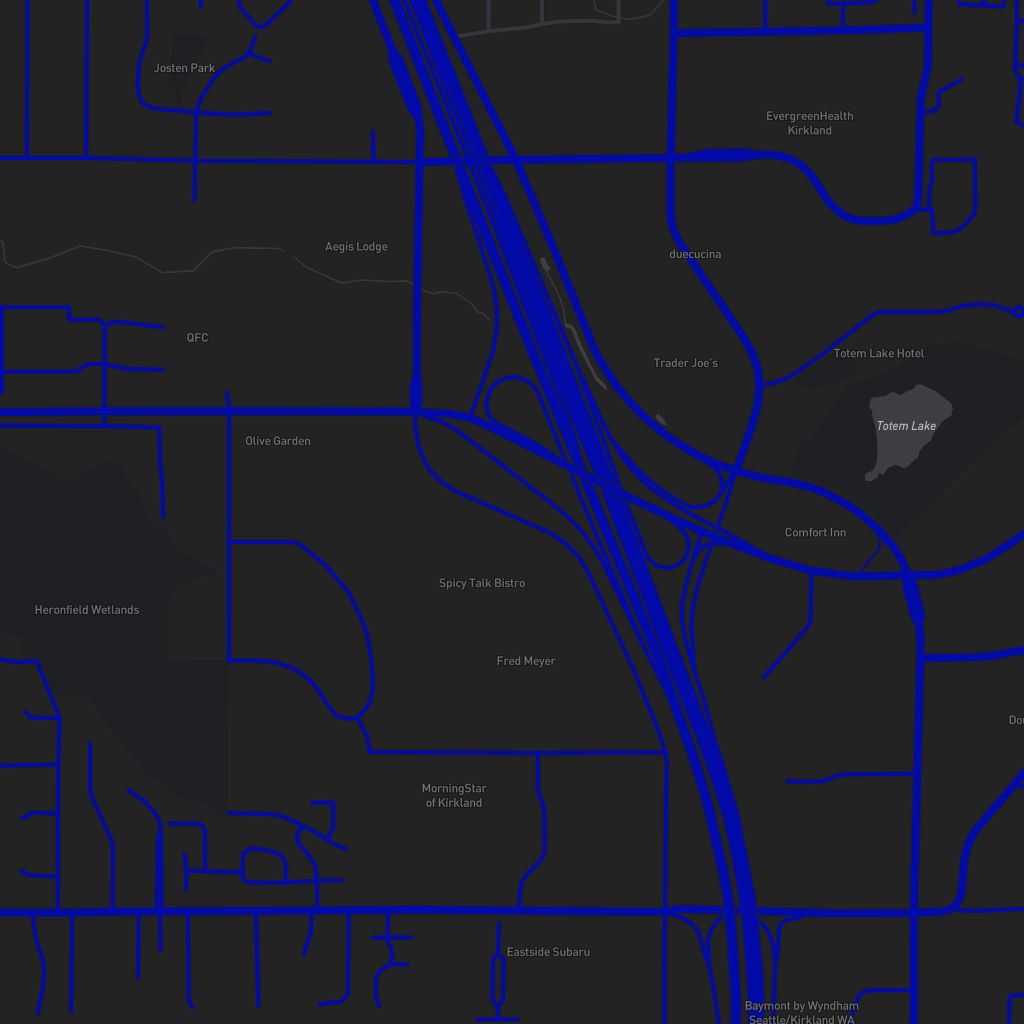 Josten Park
EvergreenHealth
Kirkland
Aegis Lodge
duecucina
QFC
Trader Joe's
Totem Lake Hotel
Totem Lake
Olive Garden
Comfort Inn
Spicy Talk Bistro
Heronfield Wetlands
Fred Meyer
MorningStar
of Kirkland
Eastside Subaru
Baymont by Wyndham
Seattle/Kirkland WA